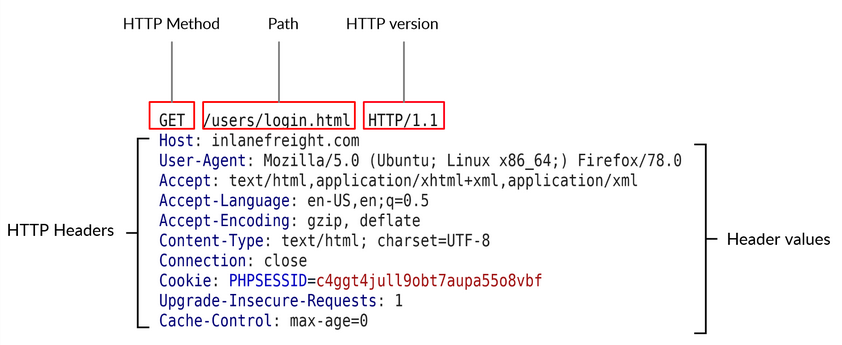 HTTP Method Path HTTP version
GET /users/login.html HTTP/1.1
Host: inlanefreight.com
User-Agent: Mozilla/5.0 (Ubuntu; Linux x86_64;) Firefox/78.0
Accept: text/html,application/xhtml+xml,application/xml
Accept-Language: en-US,en;q=0.5
Accept-Encoding: gzip, deflate
Content-Type: text/html; charset=UTF-8
Connection: close
Cookie: PHPSESSID=c4ggt4jull9obt7aupa55o8vbf
Upgrade-Insecure-Requests: 1
Cache-Control: max-age=0
HTTP Headers
Header values